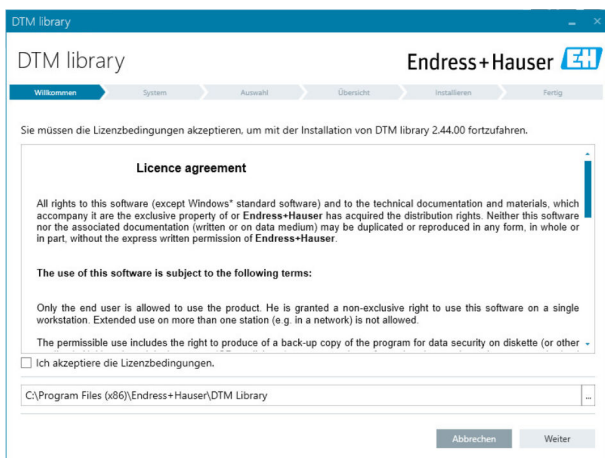 DTM library
DTM library
Endress+Hauser EH
Willkommen
System
Auswahl
Übersicht
Installieren
Fertig
Sie müssen die Lizenzbedingungen akzeptieren, um mit der Installation von DTM library 2.44.00 fortzufahren.
Licence agreement
All rights to this software (except Windows* standard software) and to the technical documentation and materials, which
accompany it are the exclusive property of or Endress+Hauser has acquired the distribution rights. Neither this software
nor the associated documentation (written or on data medium) may be duplicated or reproduced in any form, in whole or
in part, without the express written permission of Endress+Hauser.
The use of this software is subject to the following terms:
Only the end user is allowed to use the product. He is granted a non-exclusive right to use this software on a single
workstation. Extended use on more than one station (e.g. in a network) is not allowed.
The permissible use includes the right to produce of a back-up copy of the program for data security on diskette (or other
Ich akzeptiere die Lizenzbedingungen.
C:\Program Files (x86)\Endress+Hauser\DTM Library
...
Abbrechen
Weiter